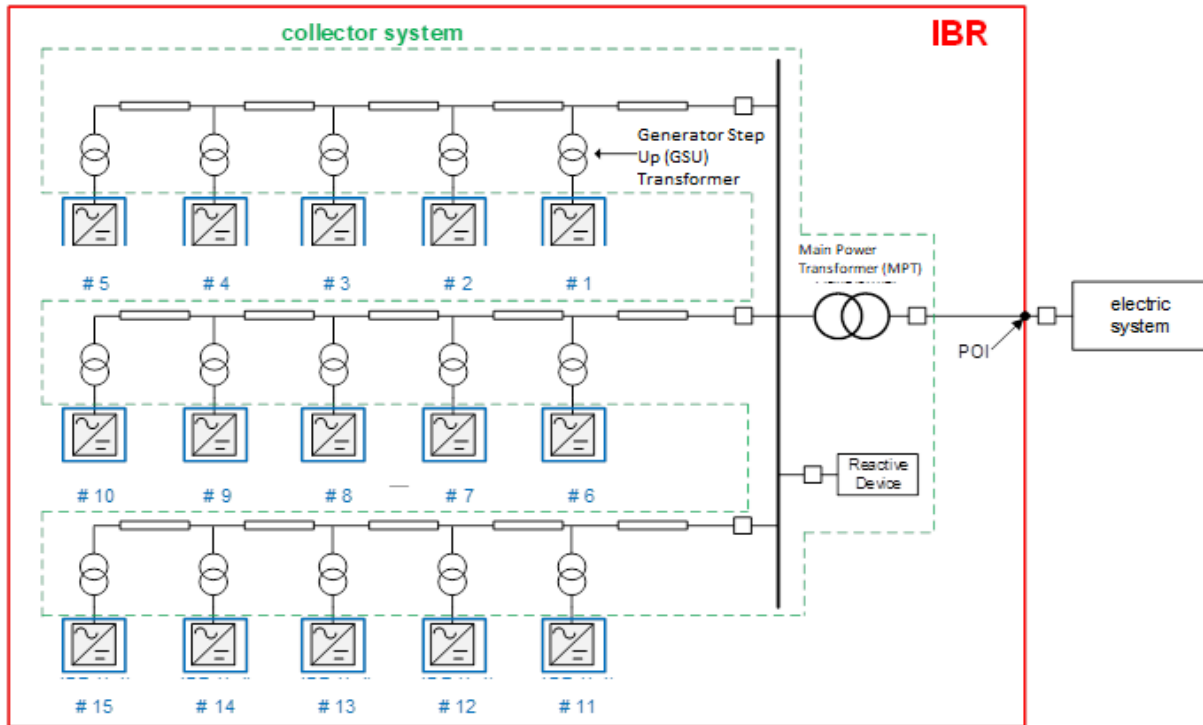 collector system
IBR
Generator Step
Up (GSU)
Transformer
# 5
# 4
# 3
# 2
# 1
Main Power
Transformer (MPT)
electric
system
POI
# 10
# 9
# 8
# 7
# 6
Reactive
Device
# 15
# 14
# 13
# 12
# 11